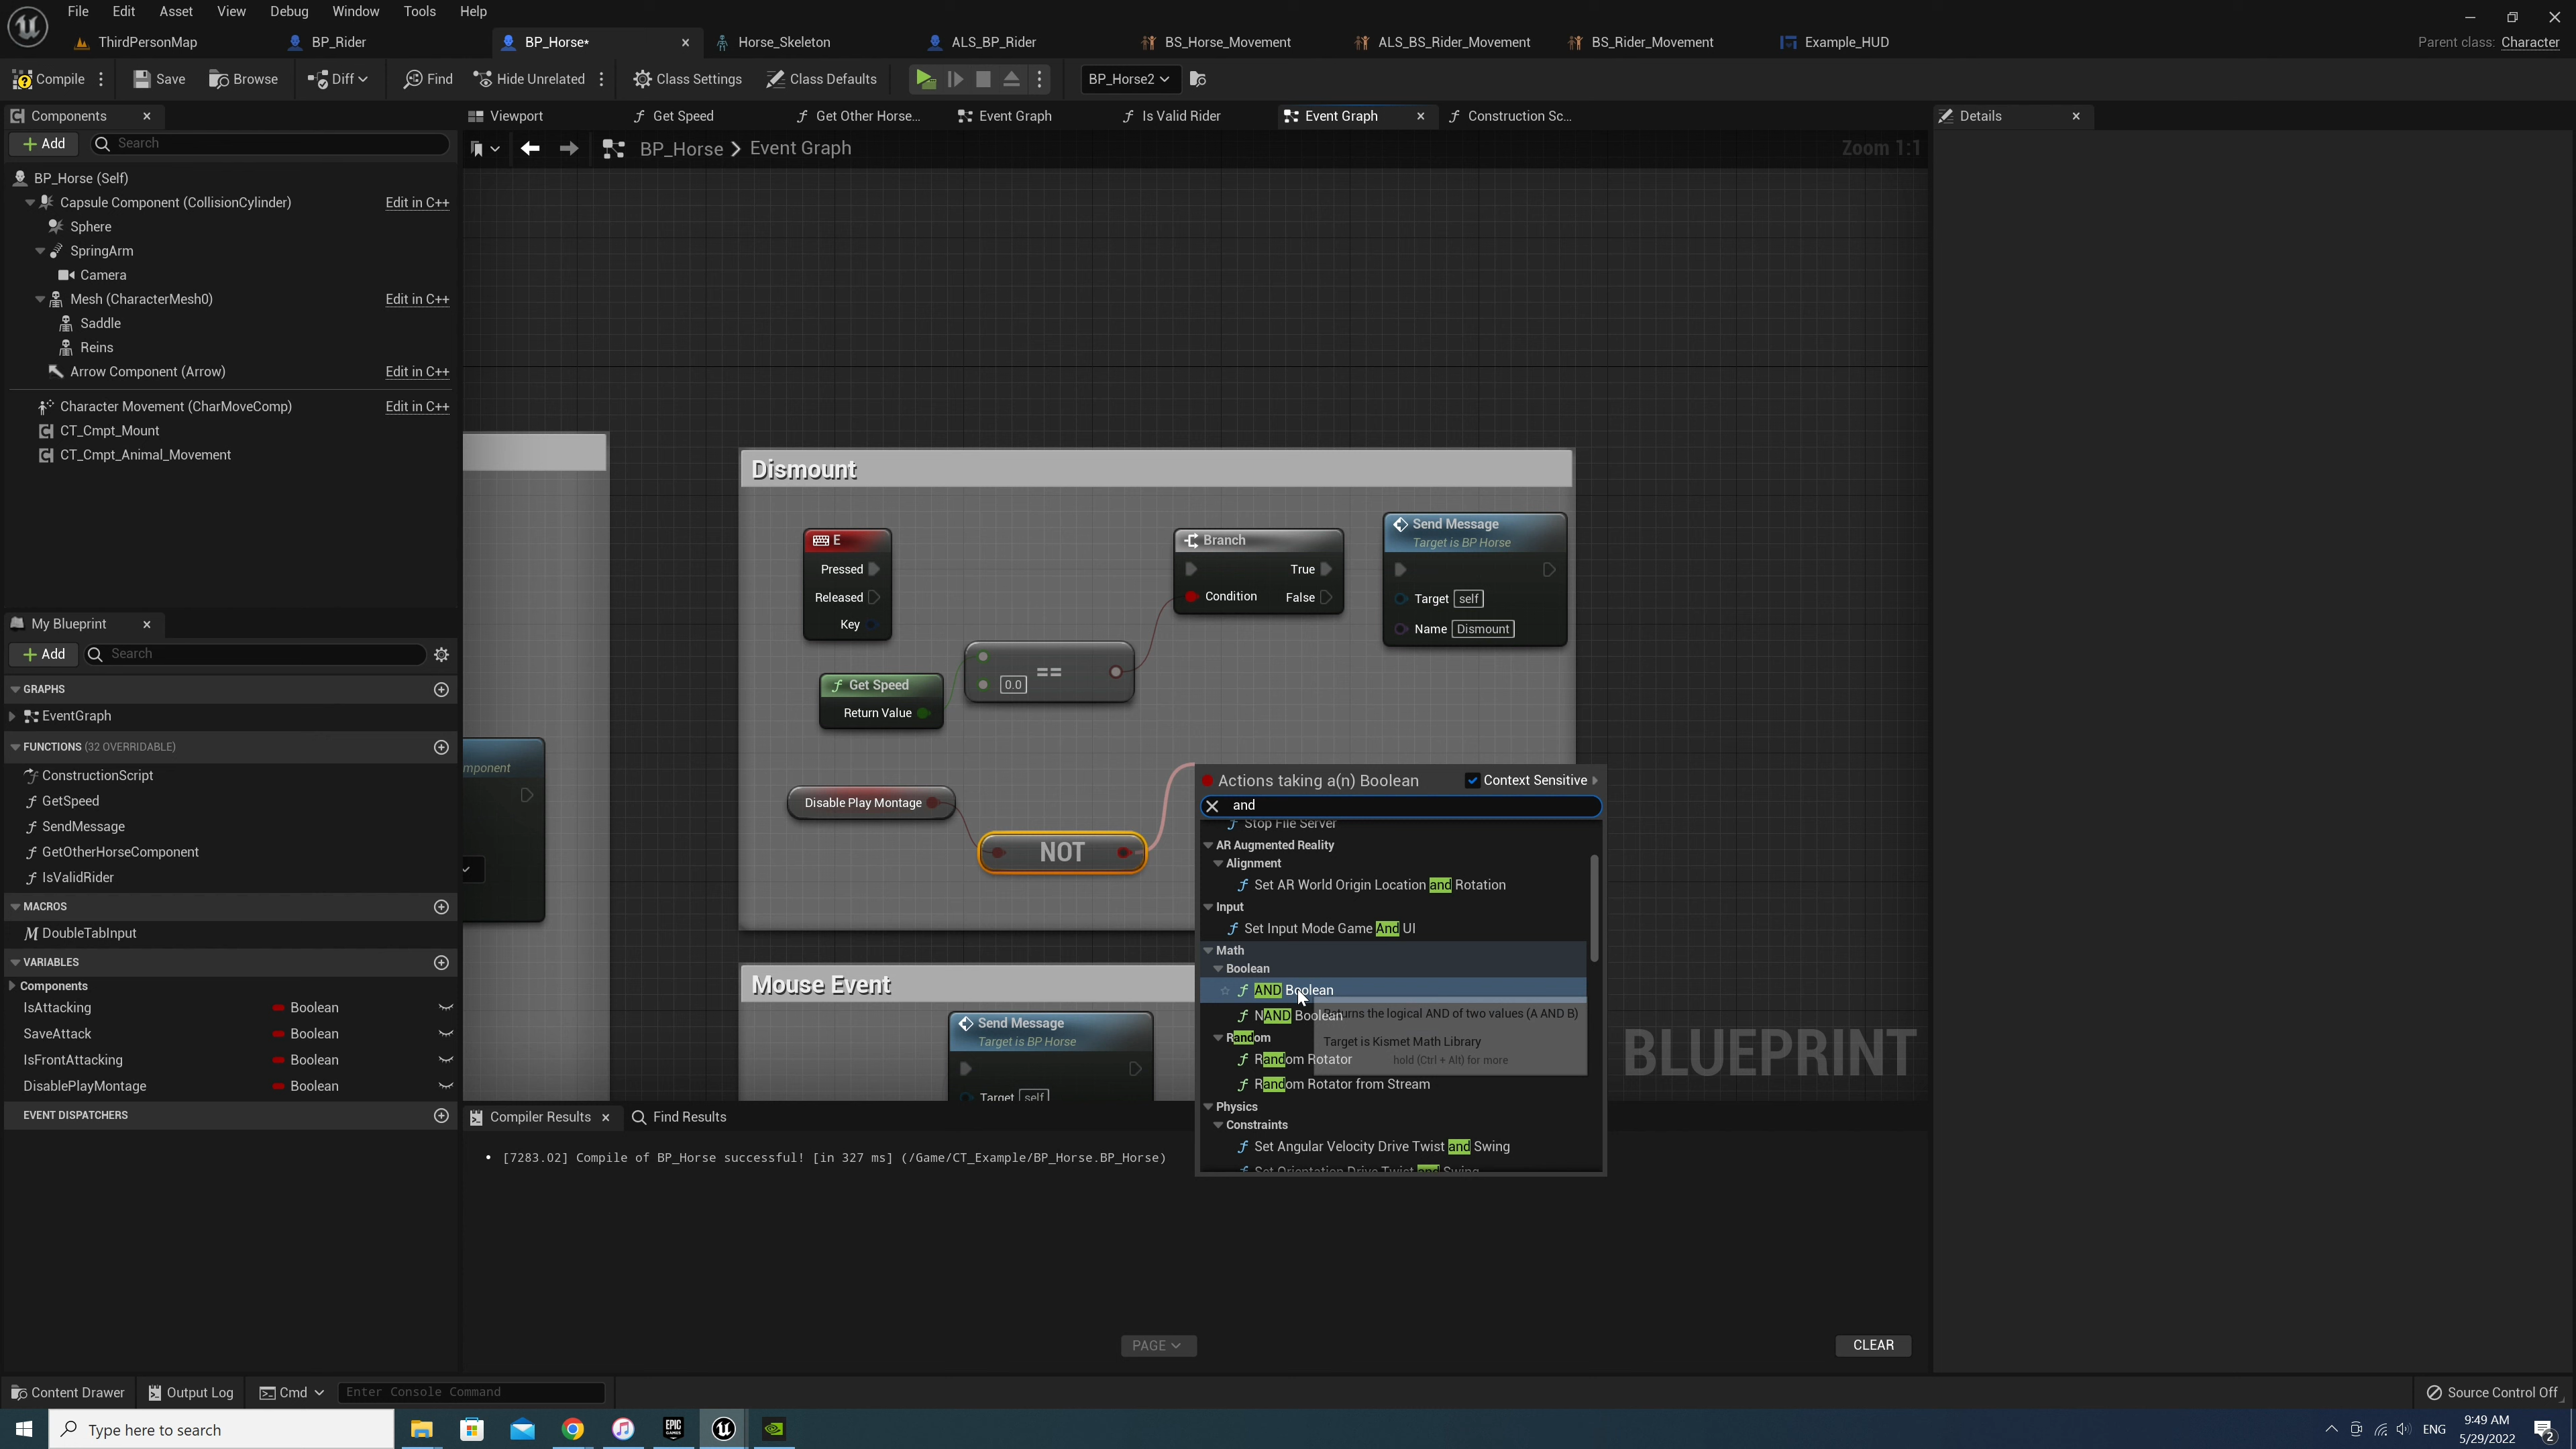 File Edit Asset View Debug Window Tools Help
ThirdPersonMap BP_Rider BP_Horse* Horse_Skeleton ALS_BP_Rider BS_Horse_Movement ALS_BS_Rider_Movement BS_Rider_Movement Example_HUD Parent class: Character
Compile Save Browse Diff Find Hide Unrelated Class Settings Class Defaults BP_Horse2
Components Viewport Get Speed Get Other Horse... Event Graph Is Valid Rider Event Graph Construction Sc... Details
Add Search
BP_Horse > Event Graph Zoom 1:1
BP_Horse (Self)
Capsule Component (CollisionCylinder) Edit in C++
Sphere
SpringArm
Camera
Mesh (CharacterMesh0) Edit in C++
Saddle
Reins
Arrow Component (Arrow) Edit in C++
Character Movement (CharMoveComp) Edit in C++
CT_Cmpt_Mount
CT_Cmpt_Animal_Movement
My Blueprint
Add Search
GRAPHS
EventGraph
FUNCTIONS (32 OVERRIDABLE)
ConstructionScript
GetSpeed
SendMessage
GetOtherHorseComponent
IsValidRider
MACROS
DoubleTabInput
VARIABLES
Components
IsAttacking Boolean
SaveAttack Boolean
IsFrontAttacking Boolean
DisablePlayMontage Boolean
EVENT DISPATCHERS
mponent
Dismount
E
Pressed
Released
Key
Branch
True
Condition False
Send Message
Target is BP Horse
Target self
Name Dismount
0.0 ==
Get Speed
Return Value
Disable Play Montage
NOT
Actions taking a(n) Boolean Context Sensitive
and
Stop File Server
AR Augmented Reality
Alignment
Set AR World Origin Location and Rotation
Input
Set Input Mode Game And UI
Math
Boolean
AND Boolean
NAND Boolean
Returns the logical AND of two values (A AND B)
Random
Target is Kismet Math Library
Random Rotator
hold (Ctrl + Alt) for more
Random Rotator from Stream
Physics
Constraints
Set Angular Velocity Drive Twist and Swing
Set Orientation Drive Twist and Swing
Mouse Event
Send Message
Target is BP Horse
Target self
BLUEPRINT
Compiler Results Find Results
[7283.02] Compile of BP_Horse successful! [in 327 ms] (/Game/CT_Example/BP_Horse.BP_Horse)
PAGE CLEAR
Content Drawer Output Log Cmd Enter Console Command Source Control Off
Type here to search EPIC GAMES ENG 9:49 AM
5/29/2022 2